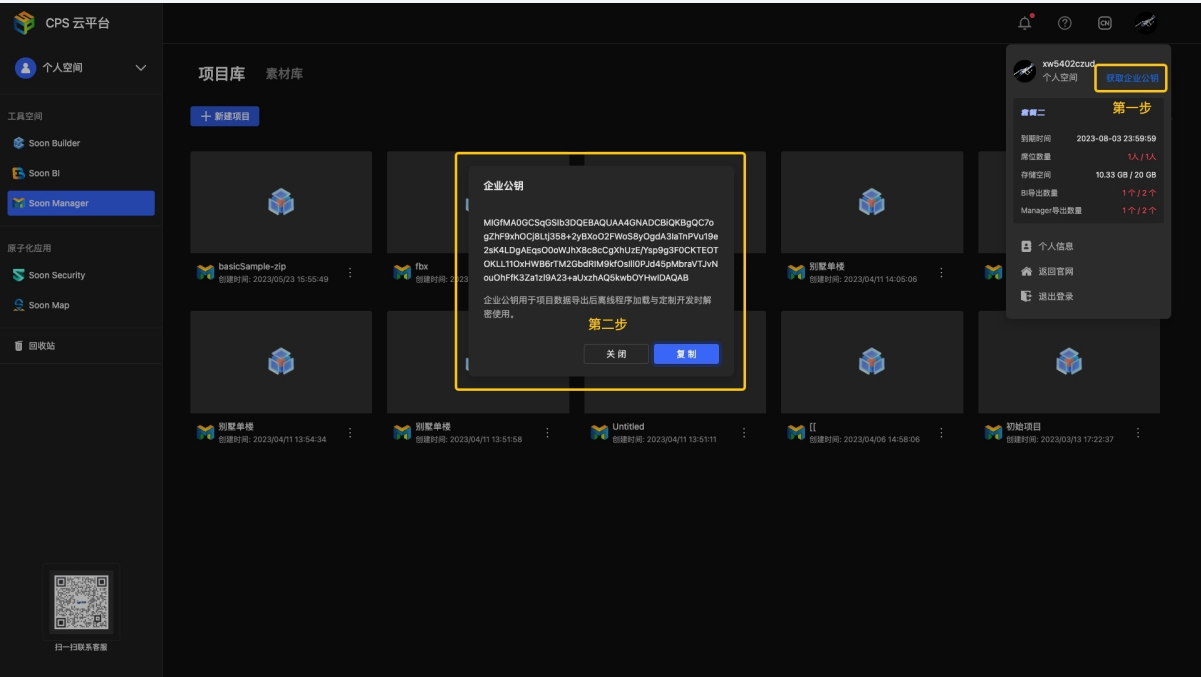 CPS 云平台
CN
个人空间
项目库
素材库
xw5402czud
个人空间
获取企业公钥
第一步
套餐二
到期时间 2023-08-03 23:59:59
席位数量 1人 / 1人
存储空间 10.33 GB / 20 GB
BI导出数量 1 个 / 2 个
Manager导出数量 1 个 / 2 个
个人信息
返回官网
退出登录
工具空间
Soon Builder
Soon BI
Soon Manager
原子化应用
Soon Security
Soon Map
回收站
扫一扫联系客服
新建项目
企业公钥
MIGfMA0GCSqGSIb3DQEBAQUAA4GNADCBiQKBgQC7o
gZhF9xhOCj8Ltj358+2yBXoO2FWoS8yOgdA3IaTnPVu19e
2sK4LDgAEqsO0oWJhX8c8cCgXhUzE/Ysp9g3F0CKTEOT
OKLL11OxHWB6rTM2GbdRlM9kfOsIll0PJd45pMbraVTJvN
ouOhFfK3Za1zI9A23+aUxzhAQ5kwbOYHwIDAQAB
企业公钥用于项目数据导出后离线程序加载与定制开发时解
密使用。
第二步
关 闭
复 制
basicSample-zip
创建时间: 2023/05/23 15:55:49
fbx
创建时间: 2023
别墅单楼
创建时间: 2023/04/11 14:05:06
别墅单楼
创建时间: 2023/04/11 13:54:34
别墅单楼
创建时间: 2023/04/11 13:51:58
Untitled
创建时间: 2023/04/11 13:51:11
[[
创建时间: 2023/04/06 14:58:06
初始项目
创建时间: 2023/03/13 17:22:37